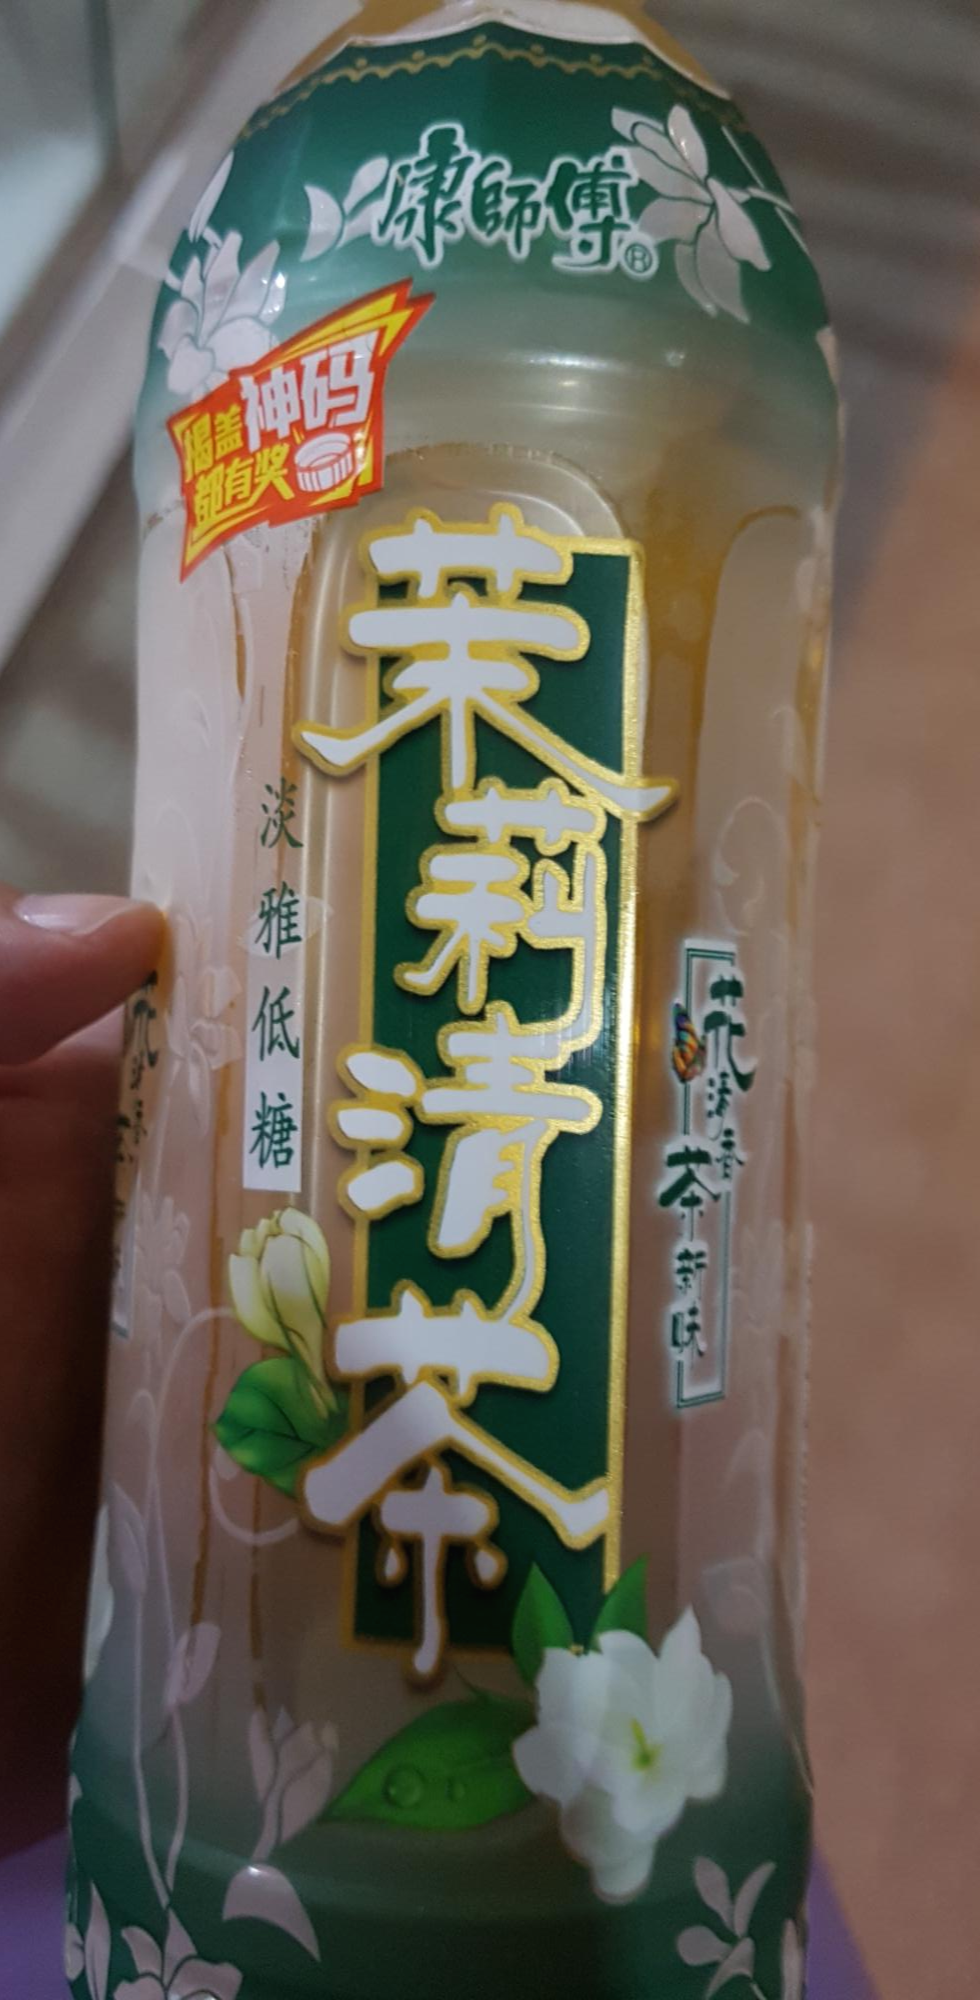 康師傅®
神码
揭盖
都有奖
茉莉清茶
淡雅低糖
花清香
茶新味